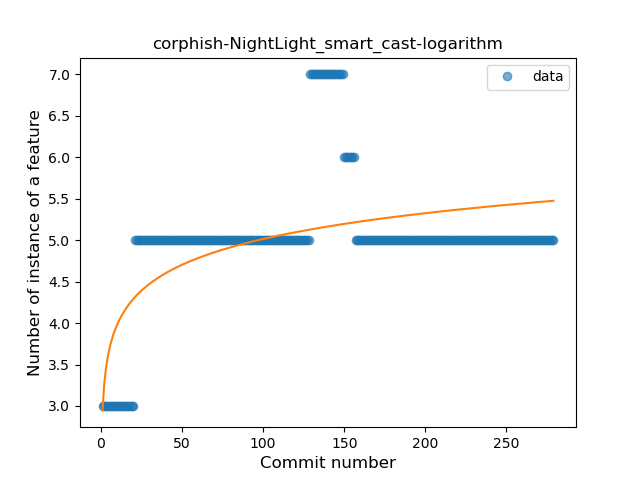 corphish-NightLight_smart_cast-logarithm
data
Number of instance of a feature
7.0
6.5
6.0
5.5
5.0
4.5
4.0
3.5
3.0
0 50 100 150 200 250
Commit number